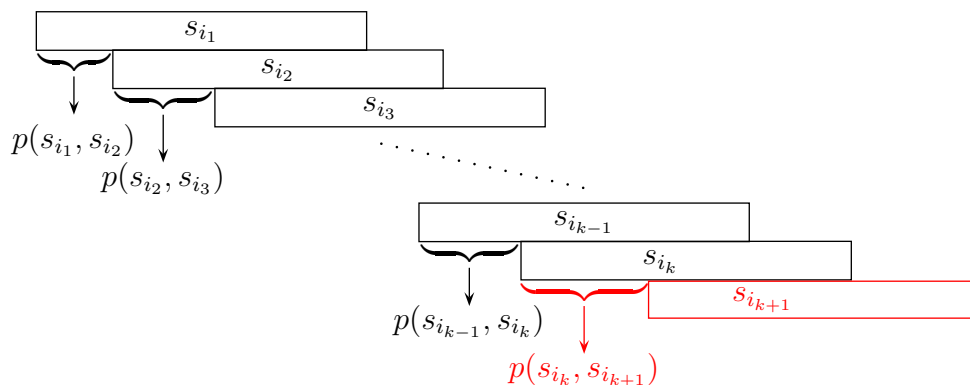 $s_{i_1}$
$s_{i_2}$
$s_{i_3}$
$p(s_{i_1}, s_{i_2})$
$p(s_{i_2}, s_{i_3})$
$s_{i_{k-1}}$
$s_{i_k}$
$s_{i_{k+1}}$
$p(s_{i_{k-1}}, s_{i_k})$
$p(s_{i_k}, s_{i_{k+1}})$